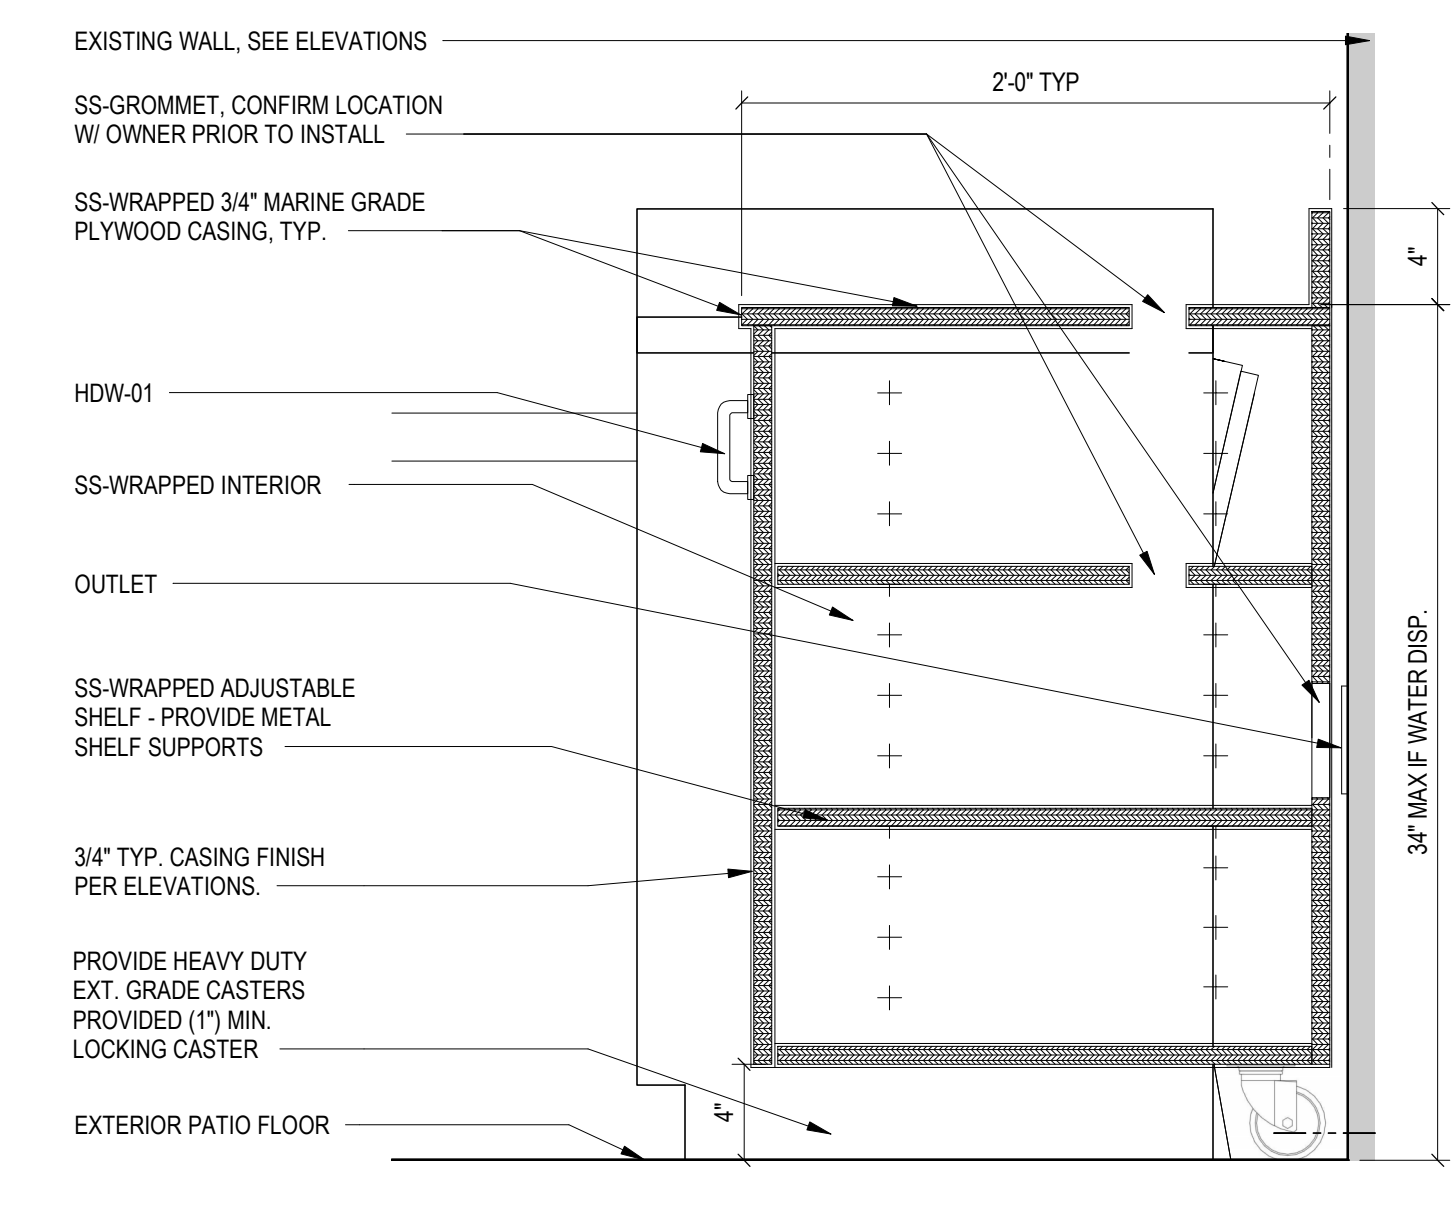 EXISTING WALL, SEE ELEVATIONS
2'-0" TYP
SS-GROMMET, CONFIRM LOCATION
W/ OWNER PRIOR TO INSTALL
SS-WRAPPED 3/4" MARINE GRADE
PLYWOOD CASING, TYP.
4"
HDW-01
SS-WRAPPED INTERIOR
OUTLET
SS-WRAPPED ADJUSTABLE
SHELF - PROVIDE METAL
SHELF SUPPORTS
34" MAX IF WATER DISP.
3/4" TYP. CASING FINISH
PER ELEVATIONS.
PROVIDE HEAVY DUTY
EXT. GRADE CASTERS
PROVIDED (1") MIN.
LOCKING CASTER
4"
EXTERIOR PATIO FLOOR